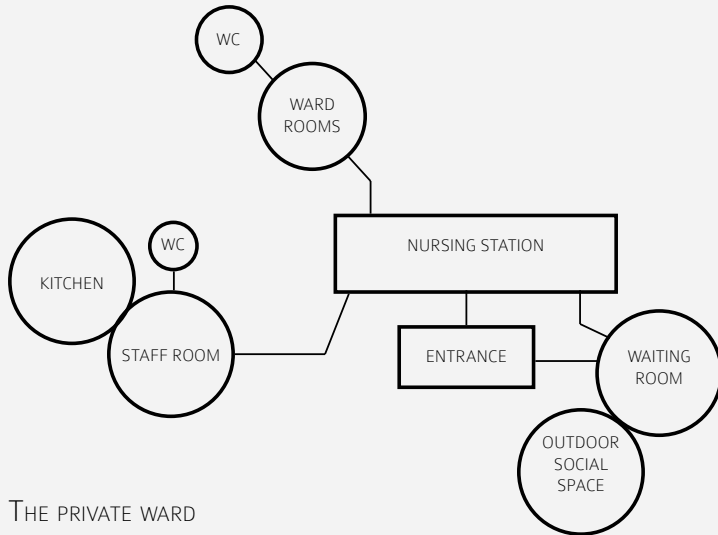 WC
WARD
ROOMS
NURSING STATION
WC
KITCHEN
STAFF ROOM
ENTRANCE
WAITING
ROOM
OUTDOOR
SOCIAL
SPACE
THE PRIVATE WARD